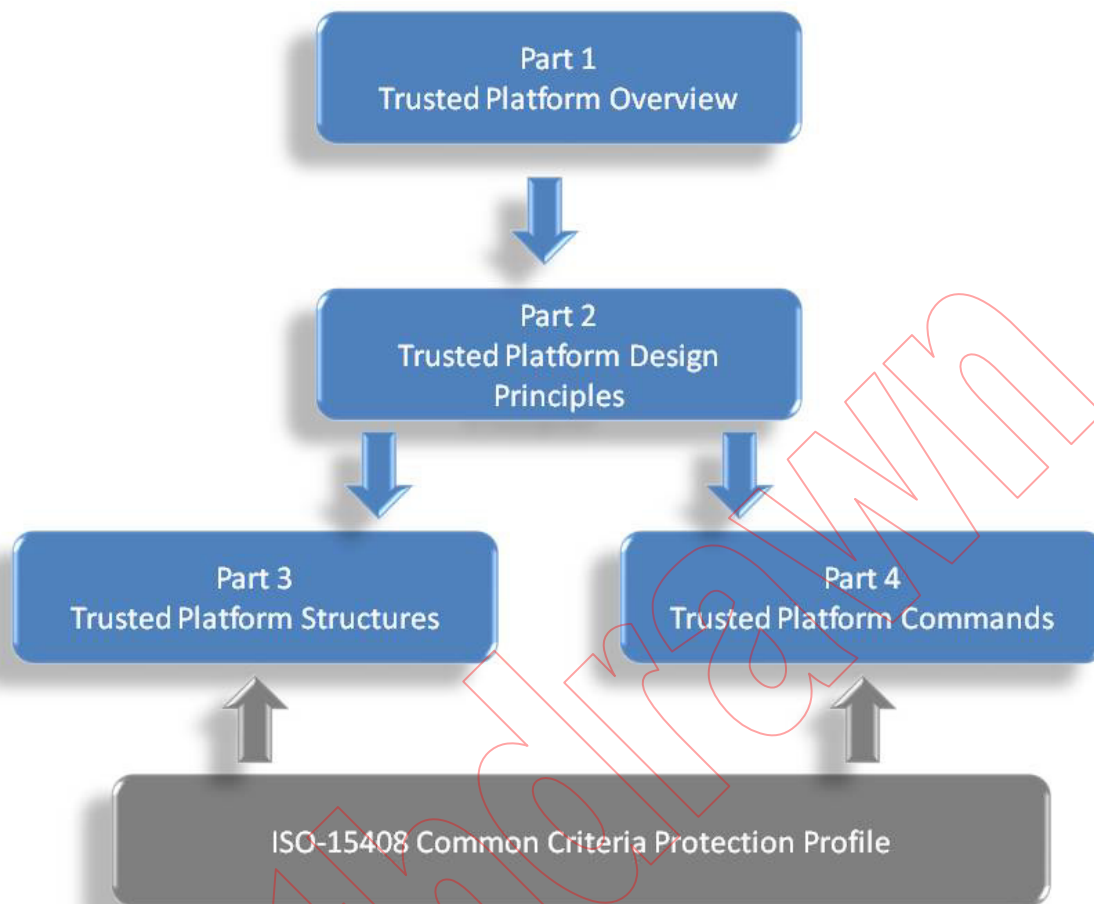 Part 1
Trusted Platform Overview
Part 2
Trusted Platform Design
Principles
Part 3
Trusted Platform Structures
Part 4
Trusted Platform Commands
ISO-15408 Common Criteria Protection Profile